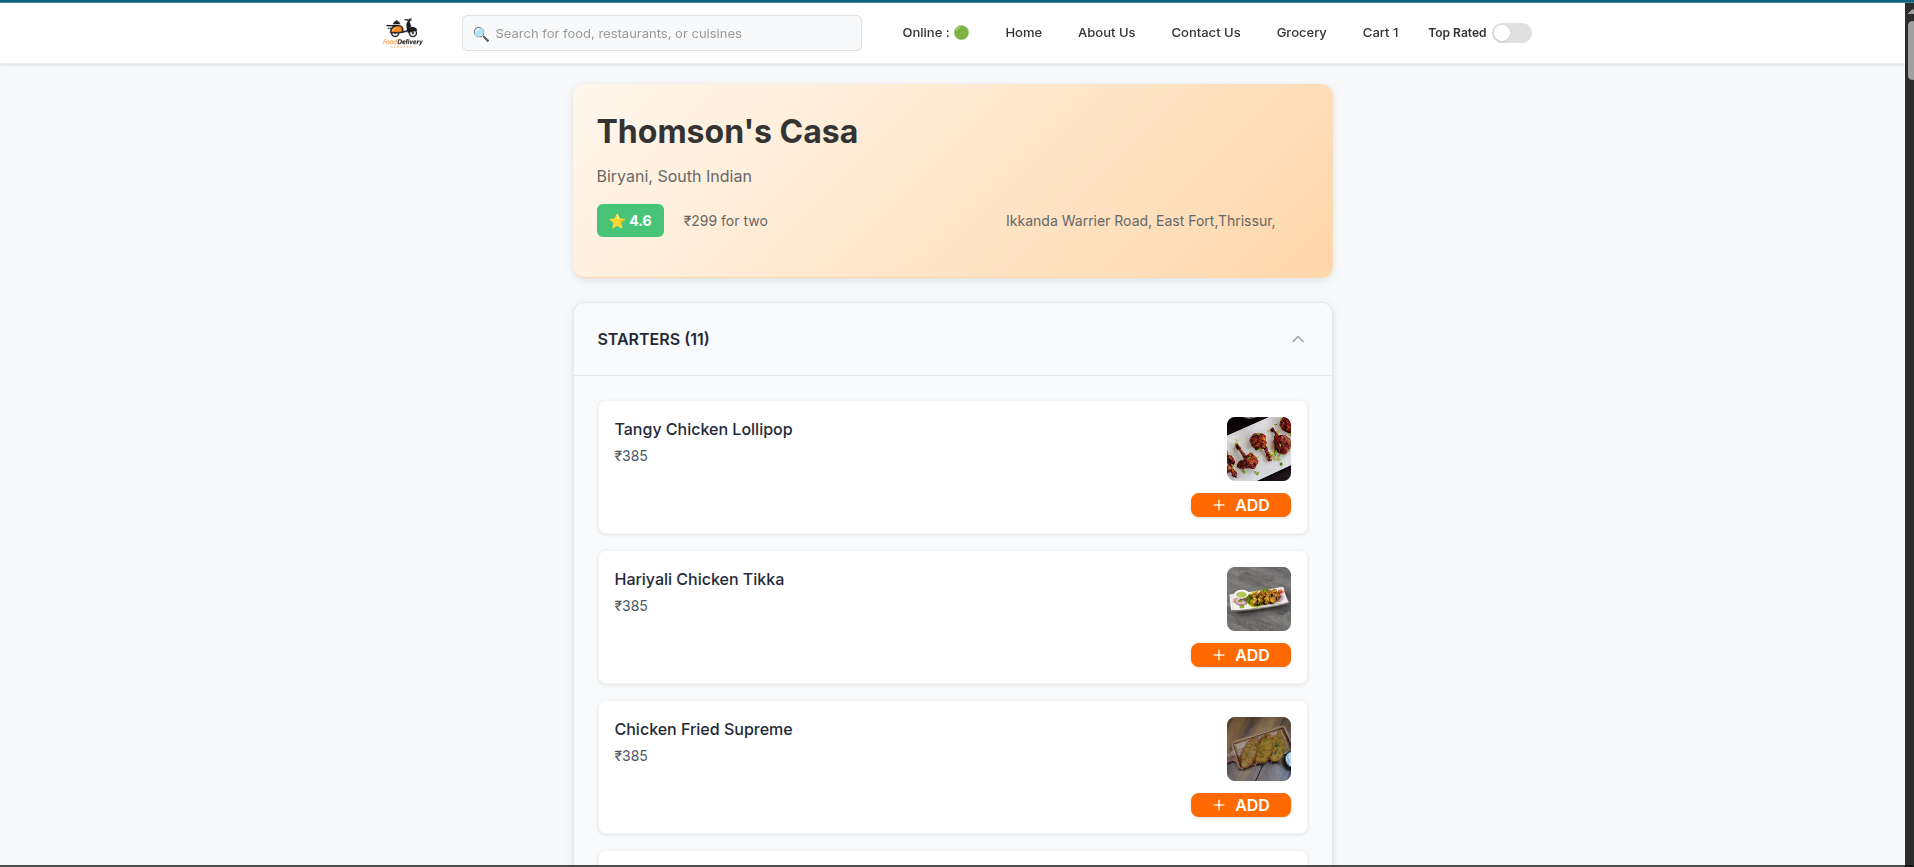 FoodDelivery
Search for food, restaurants, or cuisines
Online :
Home
About Us
Contact Us
Grocery
Cart 1
Top Rated
Thomson's Casa
Biryani, South Indian
4.6
₹299 for two
Ikkanda Warrier Road, East Fort,Thrissur,
STARTERS (11)
Tangy Chicken Lollipop
₹385
+ ADD
Hariyali Chicken Tikka
₹385
+ ADD
Chicken Fried Supreme
₹385
+ ADD